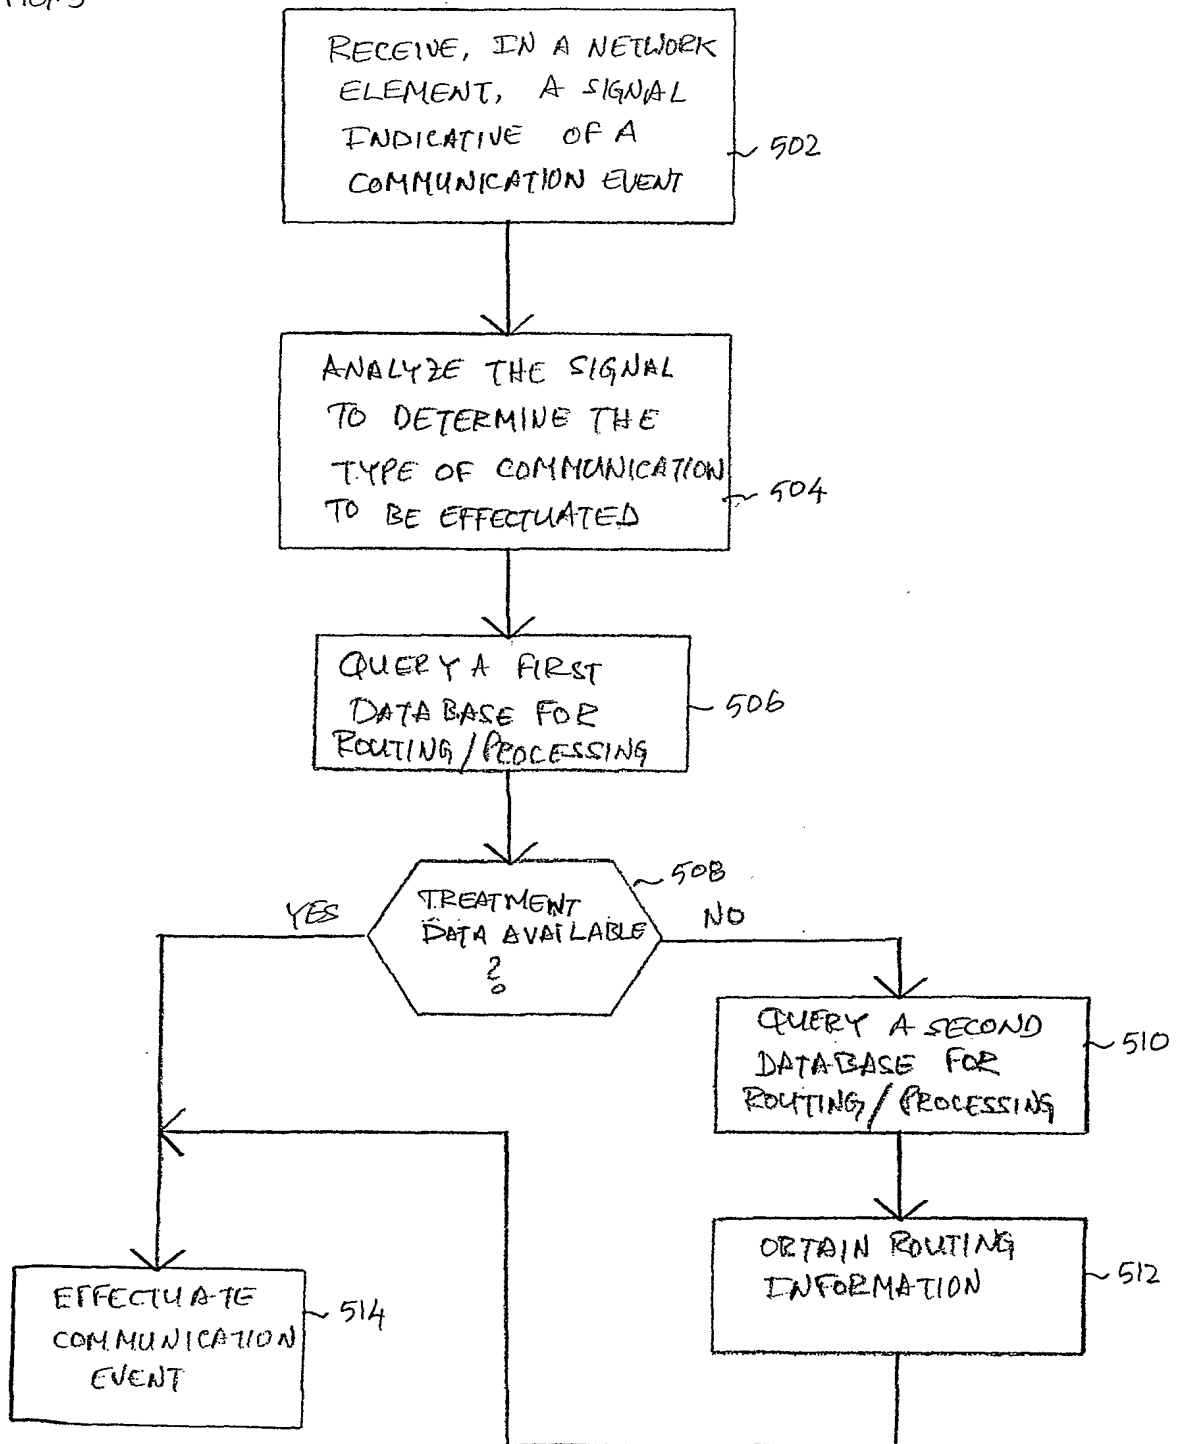 RECEIVE, IN A NETWORK
ELEMENT, A SIGNAL
INDICATIVE OF A
COMMUNICATION EVENT
502
ANALYZE THE SIGNAL
TO DETERMINE THE
TYPE OF COMMUNICATION
TO BE EFFECTUATED
504
QUERY A FIRST
DATABASE FOR
ROUTING/PROCESSING
506
508
TREATMENT
DATA AVAILABLE
?
YES
NO
QUERY A SECOND
DATABASE FOR
ROUTING/PROCESSING
510
OBTAIN ROUTING
INFORMATION
512
EFFECTUATE
COMMUNICATION
EVENT
514